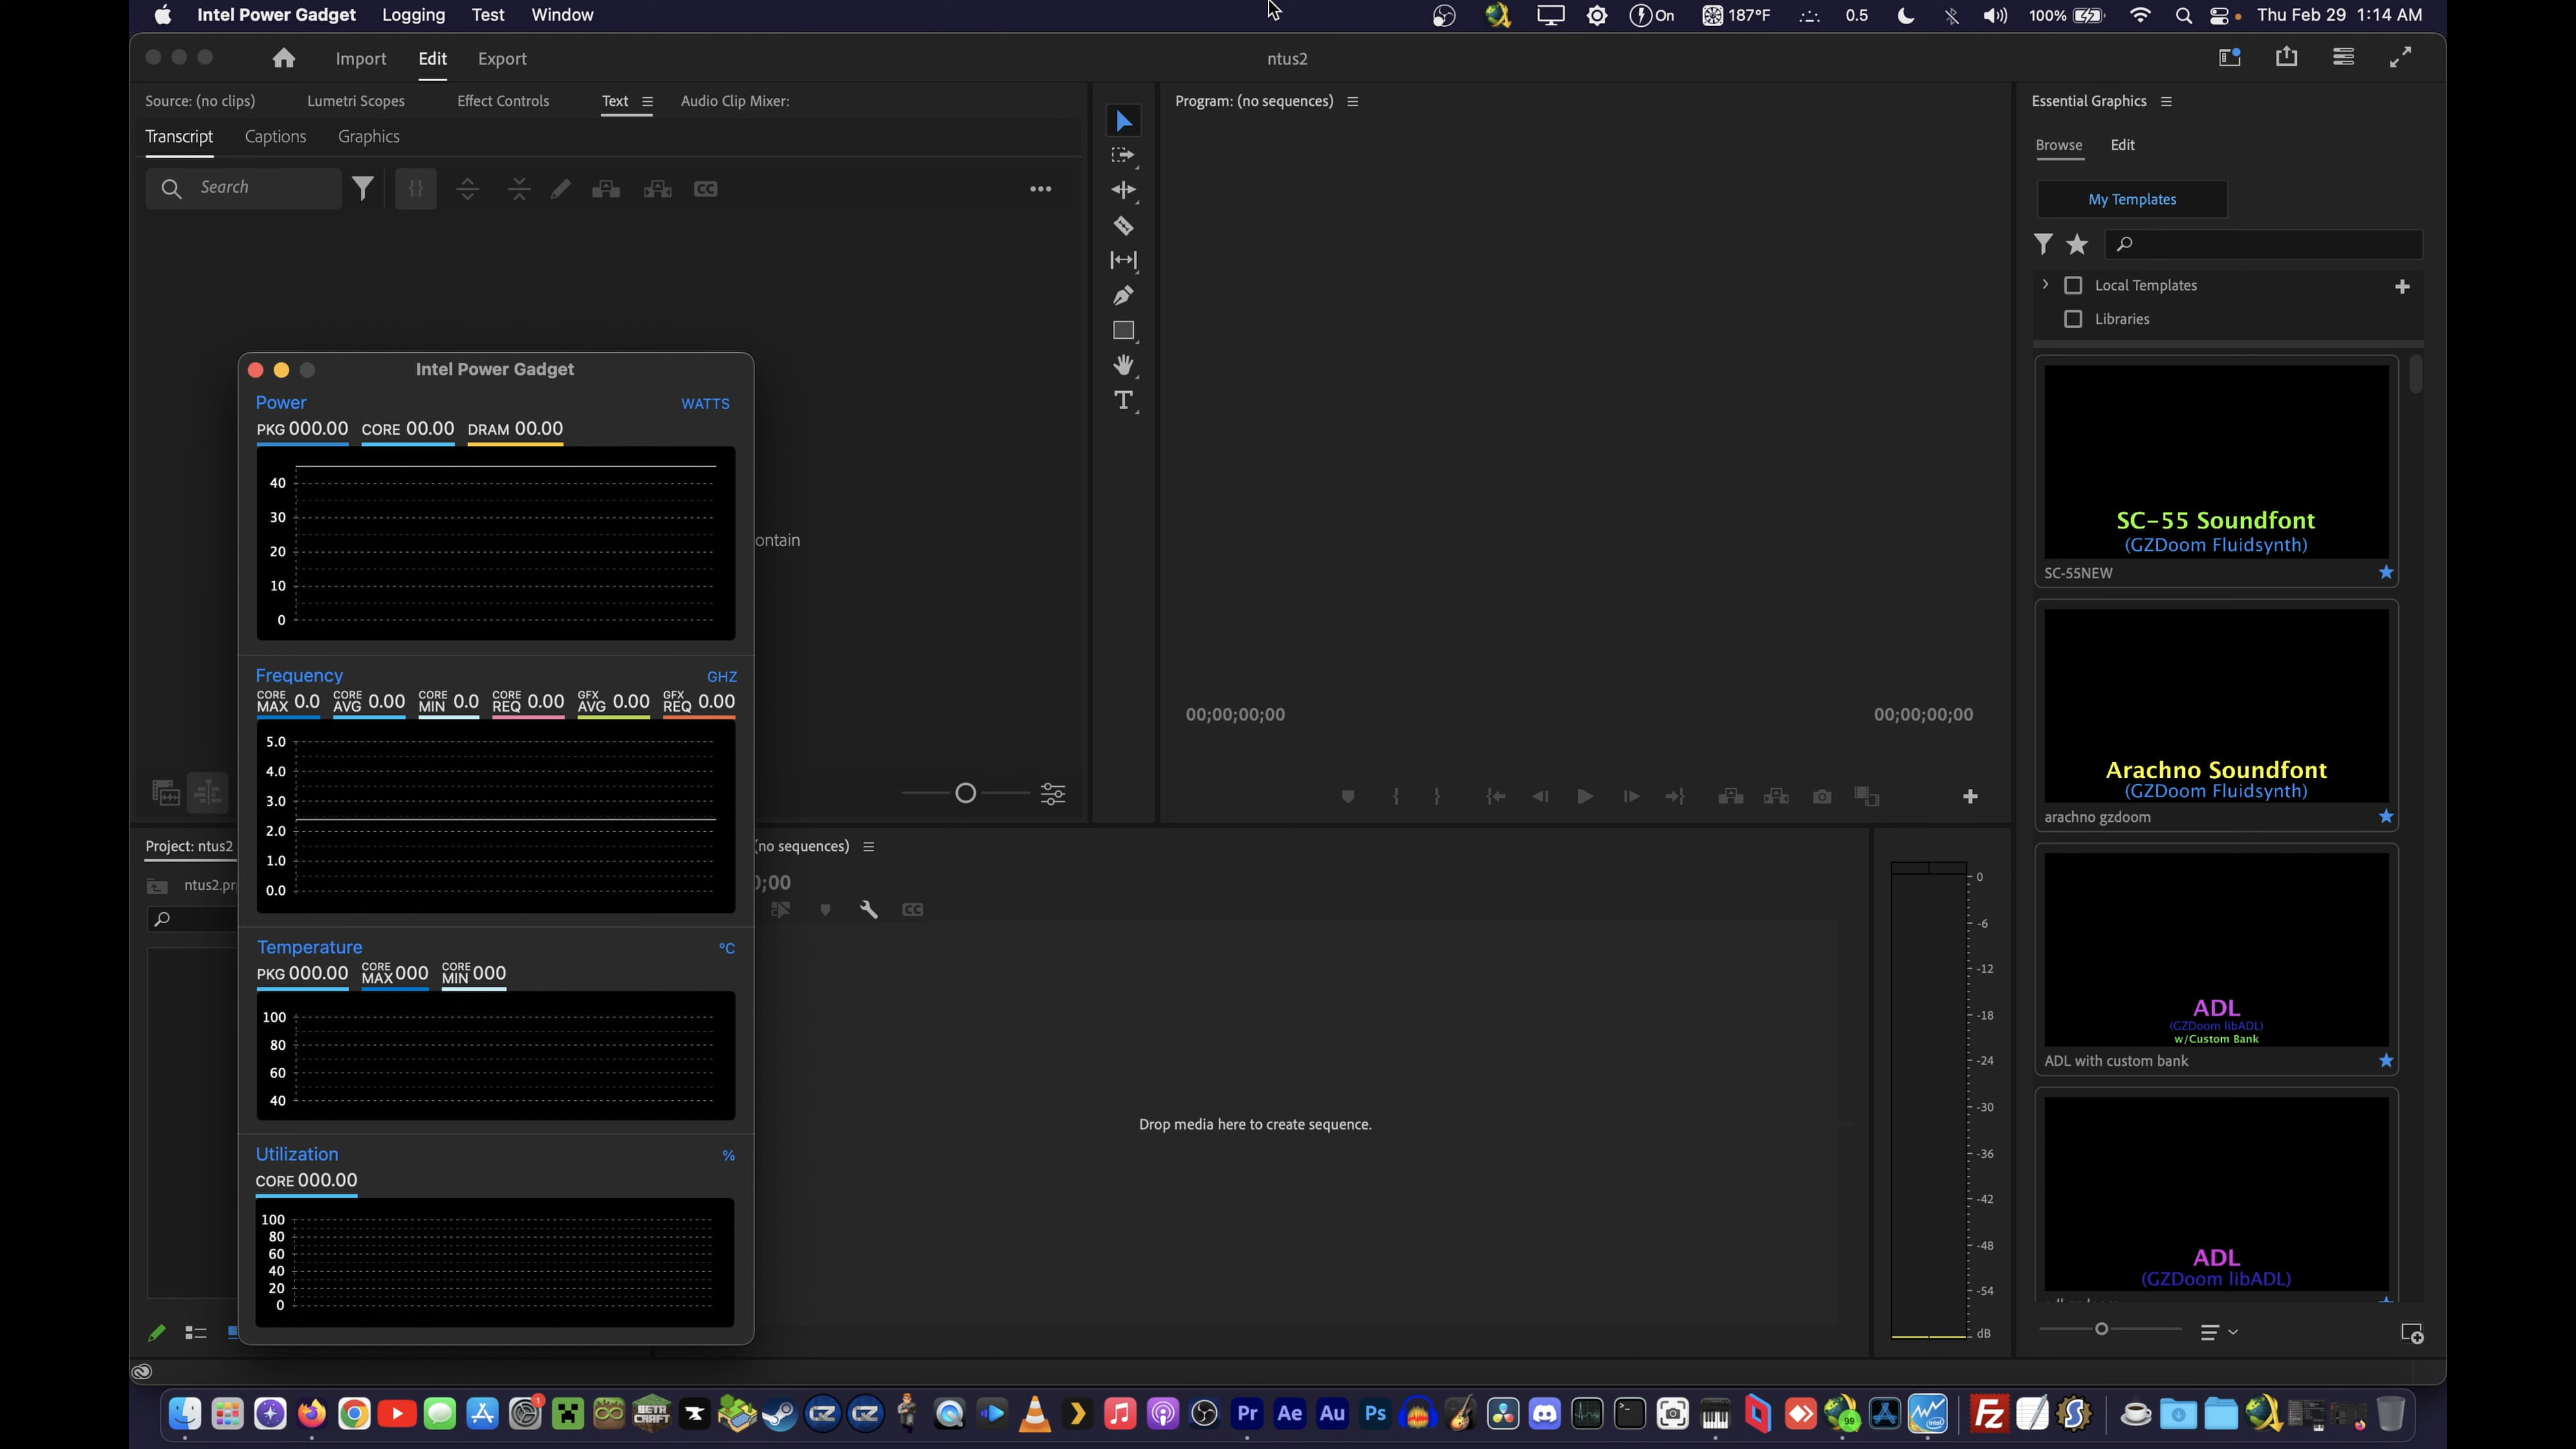 Intel Power Gadget Logging Test Window
On 187°F 0.5 100% Thu Feb 29 1:14 AM
Import Edit Export
ntus2
Source: (no clips) Lumetri Scopes Effect Controls Text Audio Clip Mixer:
Transcript Captions Graphics
Search
CC
Program: (no sequences)
00;00;00;00 00;00;00;00
Essential Graphics
Browse Edit
My Templates
Local Templates
Libraries
SC-55 Soundfont
(GZDoom Fluidsynth)
SC-55NEW
Arachno Soundfont
(GZDoom Fluidsynth)
arachno gzdoom
ADL
(GZDoom libADL)
w/Custom Bank
ADL with custom bank
ADL
(GZDoom libADL)
ontain
Intel Power Gadget
Power WATTS
PKG 000.00 CORE 00.00 DRAM 00.00
40
30
20
10
0
Frequency GHZ
CORE MAX 0.0 CORE AVG 0.00 CORE MIN 0.0 CORE REQ 0.00 GFX AVG 0.00 GFX REQ 0.00
5.0
4.0
3.0
2.0
1.0
0.0
Temperature °C
PKG 000.00 CORE MAX 000 CORE MIN 000
100
80
60
40
Utilization %
CORE 000.00
100
80
60
40
20
0
Project: ntus2
ntus2.pr
(no sequences)
;00
CC
Drop media here to create sequence.
0
-6
-12
-18
-24
-30
-36
-42
-48
-54
dB
1 BETA CRAFT Pr Ae Au Ps 99 intel Fz